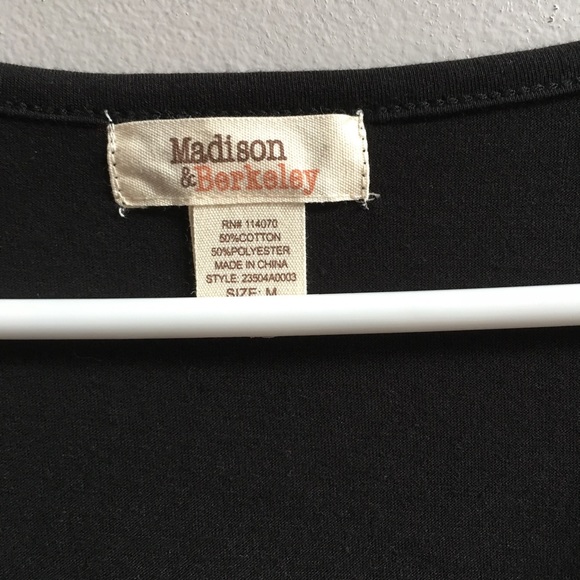 Madison
&Berkeley
RN# 114070
50%COTTON
50%POLYESTER
MADE IN CHINA
STYLE: 23504A0003
SIZE: M